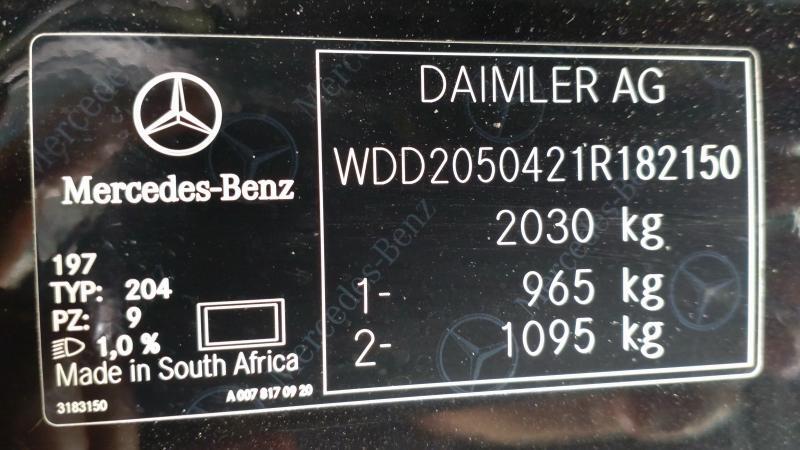 Mercedes-Benz
197
TYP: 204
PZ: 9
1,0 %
Made in South Africa
3183150
A 007 817 09 20
DAIMLER AG
WDD2050421R182150
2030 kg
1- 965 kg
2- 1095 kg